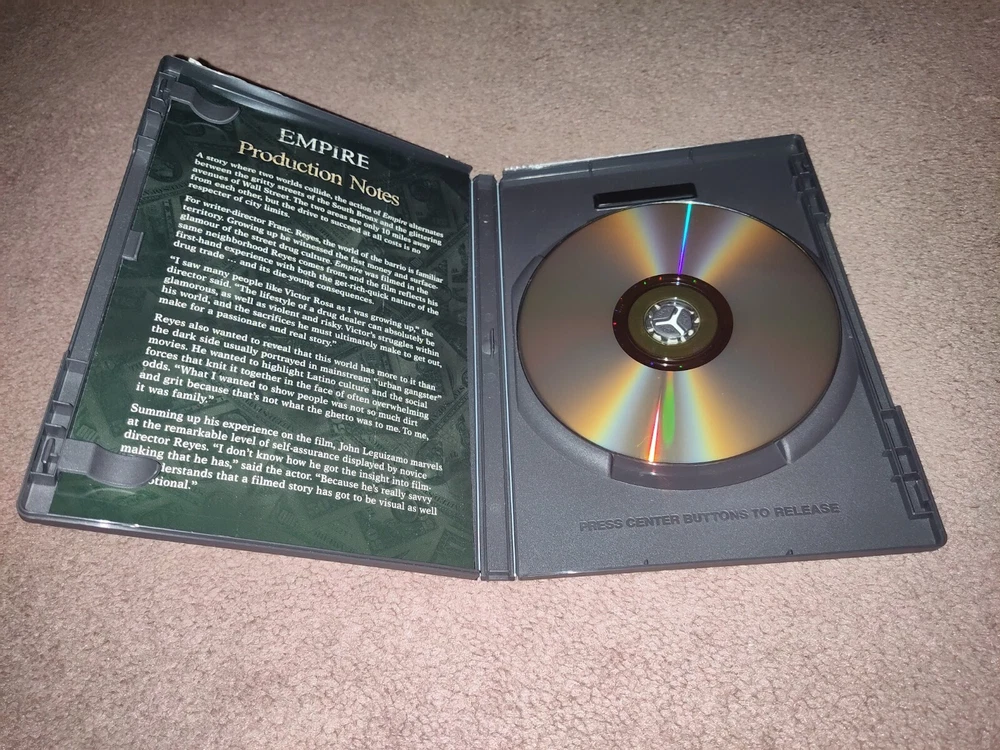 EMPIRE
Production Notes
A story where two worlds collide, the action of Empire alternates
between the gritty streets of the South Bronx and the glittering
avenues of Wall Street. The two areas are only 10 miles away
from each other, but the drive to succeed at all costs is no
respecter of city limits.
For writer-director Franc. Reyes, the world of the barrio is familiar
territory. Growing up he witnessed the fast money and surface-
glamour of the street drug culture. Empire was filmed in the
same neighborhood Reyes comes from, and the film reflects his
first-hand experience with both the get-rich-quick nature of the
drug trade ... and its die-young consequences.
"I saw many people like Victor Rosa as I was growing up," the
director said. "The lifestyle of a drug dealer can absolutely be
glamorous, as well as violent and risky. Victor's struggles within
his world, and the sacrifices he must ultimately make to get out,
make for a passionate and real story."
Reyes also wanted to reveal that this world has more to it than
the dark side usually portrayed in mainstream "urban gangster"
movies. He wanted to highlight Latino culture and the social
forces that knit it together in the face of often overwhelming
odds. "What I wanted to show people was not so much dirt
and grit because that's not what the ghetto was to me. To me,
it was family."
Summing up his experience on the film, John Leguizamo marvels
at the remarkable level of self-assurance displayed by novice
director Reyes. "I don't know how he got the insight into film-
making that he has," said the actor. "Because he's really savvy
lerstands that a filmed story has got to be visual as well
otional."
PRESS CENTER BUTTONS TO RELEASE